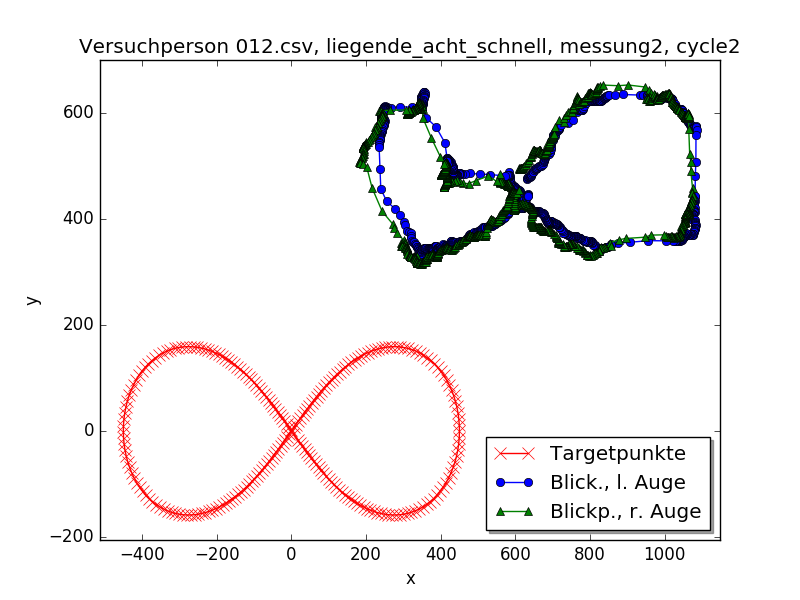 Versuchperson 012.csv, liegende_acht_schnell, messung2, cycle2
600
400
200
0
−200
y
−400
−200
0
200
400
600
800
1000
x
Targetpunkte
Blick., l. Auge
Blickp., r. Auge